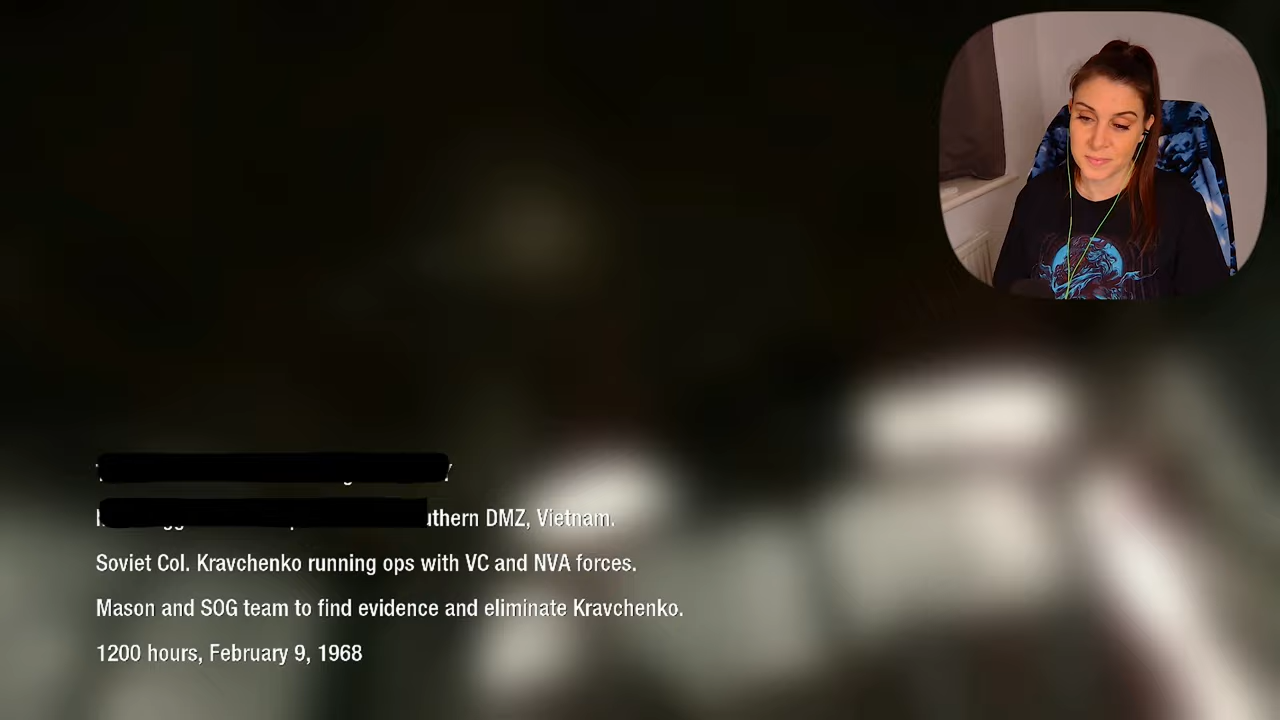 DMZ, Vietnam.
Soviet Col. Kravchenko running ops with VC and NVA forces.
Mason and SOG team to find evidence and eliminate Kravchenko.
1200 hours, February 9, 1968